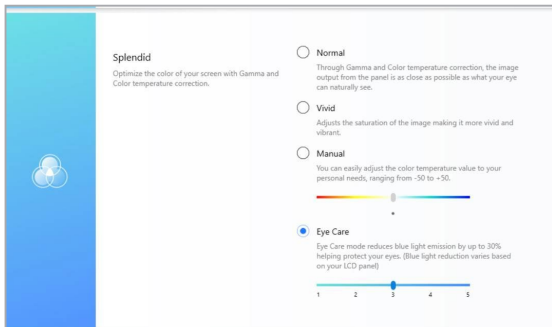 Splendid
Optimize the color of your screen with Gamma and
Color temperature correction.
Normal
Through Gamma and Color temperature correction, the image
output from the panel is as close as possible as what your eye
can naturally see.
Vivid
Adjusts the saturation of the image making it more vivid and
vibrant.
Manual
You can easily adjust the color temperature value to your
personal needs, ranging from -50 to +50.
Eye Care
Eye Care mode reduces blue light emission by up to 30%
helping protect your eyes. (Blue light reduction varies based
on your LCD panel)
1 2 3 4 5